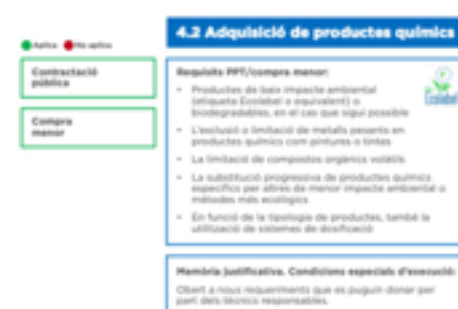 4.2 Adquisició de productes químics
Aplica No aplica
Contractació
pública
Compra
menor
Requisits PPT/compra menor:
• Productes de baix impacte ambiental
(etiqueta Ecolabel o equivalent) o
biodegradables, en el cas que sigui possible
• L'exclusió o limitació de metalls pesants en
productes químics com pintures o tintes
• La limitació de compostos orgànics volàtils
• La substitució progressiva de productes químics
específics per altres de menor impacte ambiental o
mètodes més ecològics
• En funció de la tipologia de productes, també la
utilització de sistemes de dosificació
Ecolabel
Memòria justificativa. Condicions especials d'execució:
Obert a nous requeriments que es puguin donar per
part dels tècnics responsables.